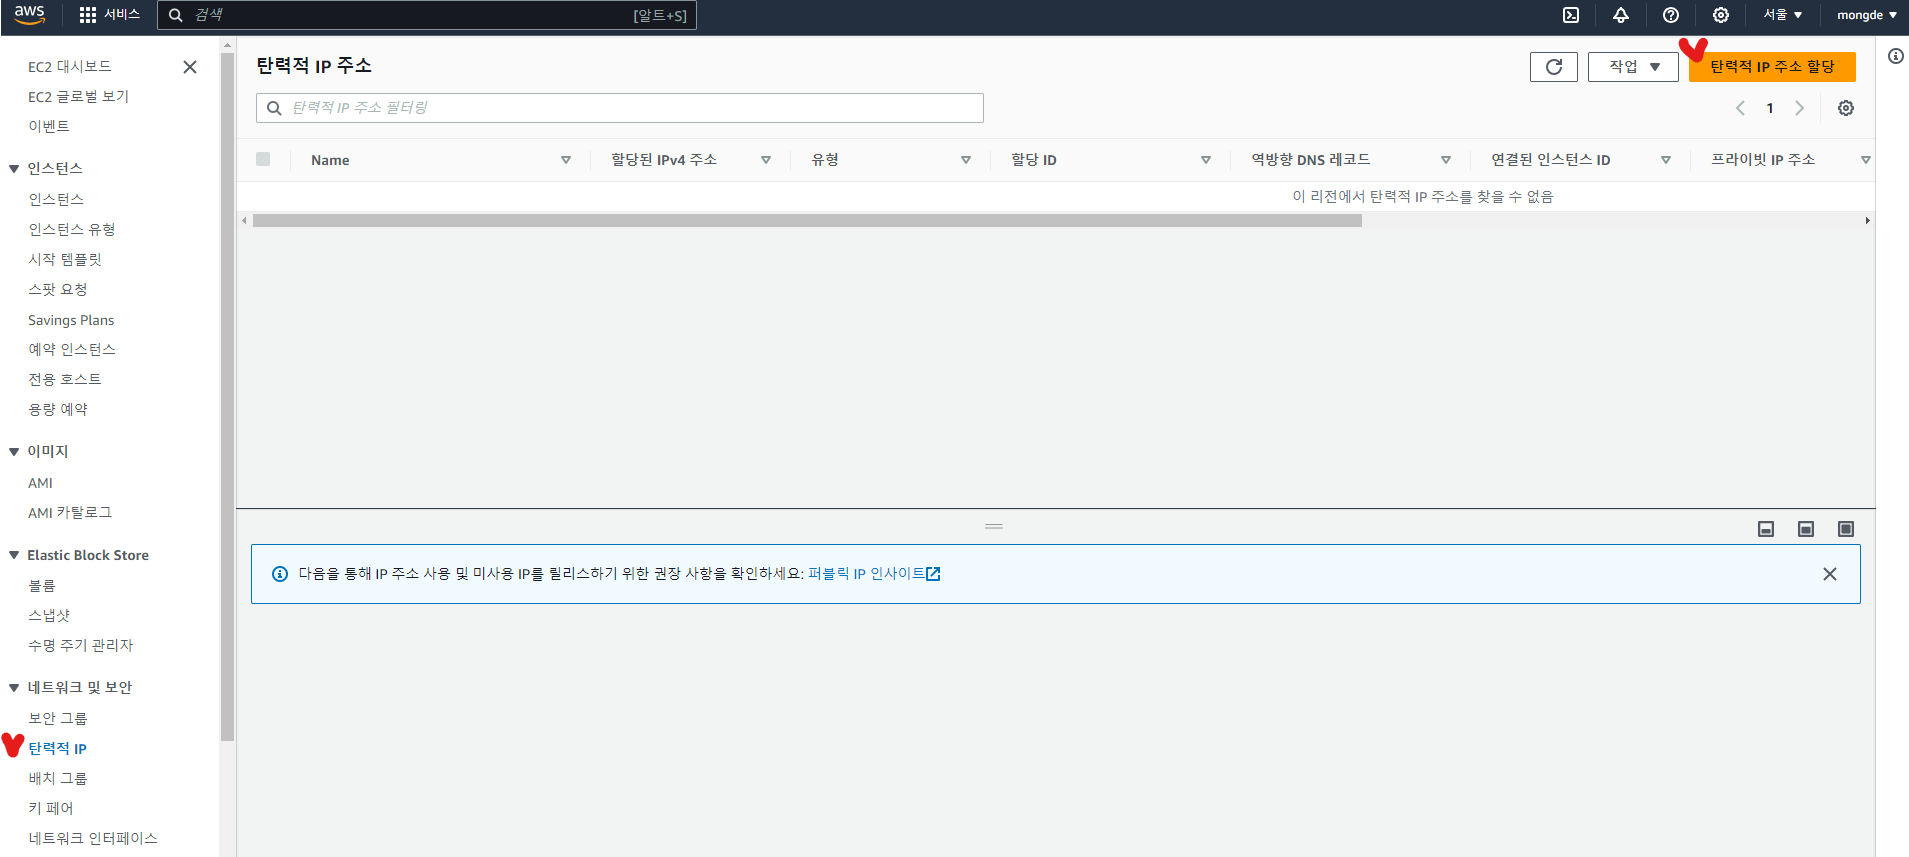 aws 서비스 검색 [알트+S] 서울 mongde
EC2 대시보드
EC2 글로벌 보기
이벤트
인스턴스
인스턴스
인스턴스 유형
시작 템플릿
스팟 요청
Savings Plans
예약 인스턴스
전용 호스트
용량 예약
이미지
AMI
AMI 카탈로그
Elastic Block Store
볼륨
스냅샷
수명 주기 관리자
네트워크 및 보안
보안 그룹
탄력적 IP
배치 그룹
키 페어
네트워크 인터페이스
탄력적 IP 주소 작업 탄력적 IP 주소 할당
탄력적 IP 주소 필터링 1
Name 할당된 IPv4 주소 유형 할당 ID 역방향 DNS 레코드 연결된 인스턴스 ID 프라이빗 IP 주소
이 리전에서 탄력적 IP 주소를 찾을 수 없음
다음을 통해 IP 주소 사용 및 미사용 IP를 릴리스하기 위한 권장 사항을 확인하세요: 퍼블릭 IP 인사이트